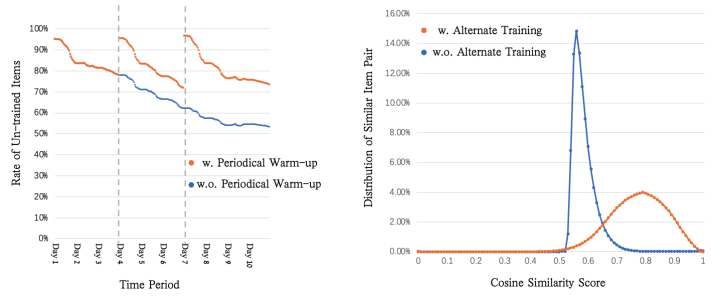 100%
90%
80%
70%
60%
50%
40%
30%
20%
10%
0%
Rate of Un-trained Items
w. Periodical Warm-up
w.o. Periodical Warm-up
Day 1
Day 2
Day 3
Day 4
Day 5
Day 6
Day 7
Day 8
Day 9
Day 10
Time Period
16.00%
14.00%
12.00%
10.00%
8.00%
6.00%
4.00%
2.00%
0.00%
Distribution of Similar Item Pair
w. Alternate Training
w.o. Alternate Training
0 0.1 0.2 0.3 0.4 0.5 0.6 0.7 0.8 0.9 1
Cosine Similarity Score